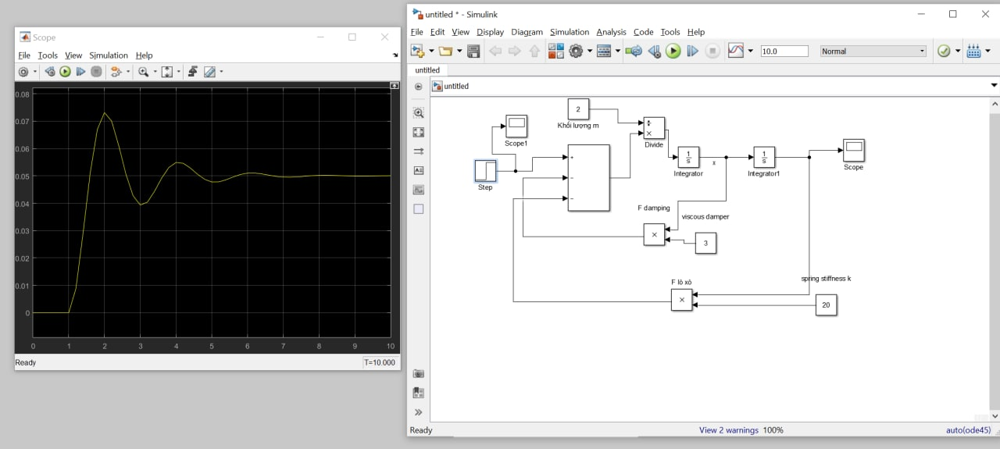 Scope
File Tools View Simulation Help
0.08
0.07
0.06
0.05
0.04
0.03
0.02
0.01
0
0 1 2 3 4 5 6 7 8 9 10
Ready T=10.000
untitled * - Simulink
File Edit View Display Diagram Simulation Analysis Code Tools Help
10.0 Normal
untitled
untitled
2
Khối lượng m
Scope1
÷
×
Divide
+
−
−
Step
1
s
Integrator
x
1
s
Integrator1
Scope
F damping
viscous damper
×
3
F lò xò
spring stiffness k
×
20
Ready View 2 warnings 100% auto(ode45)